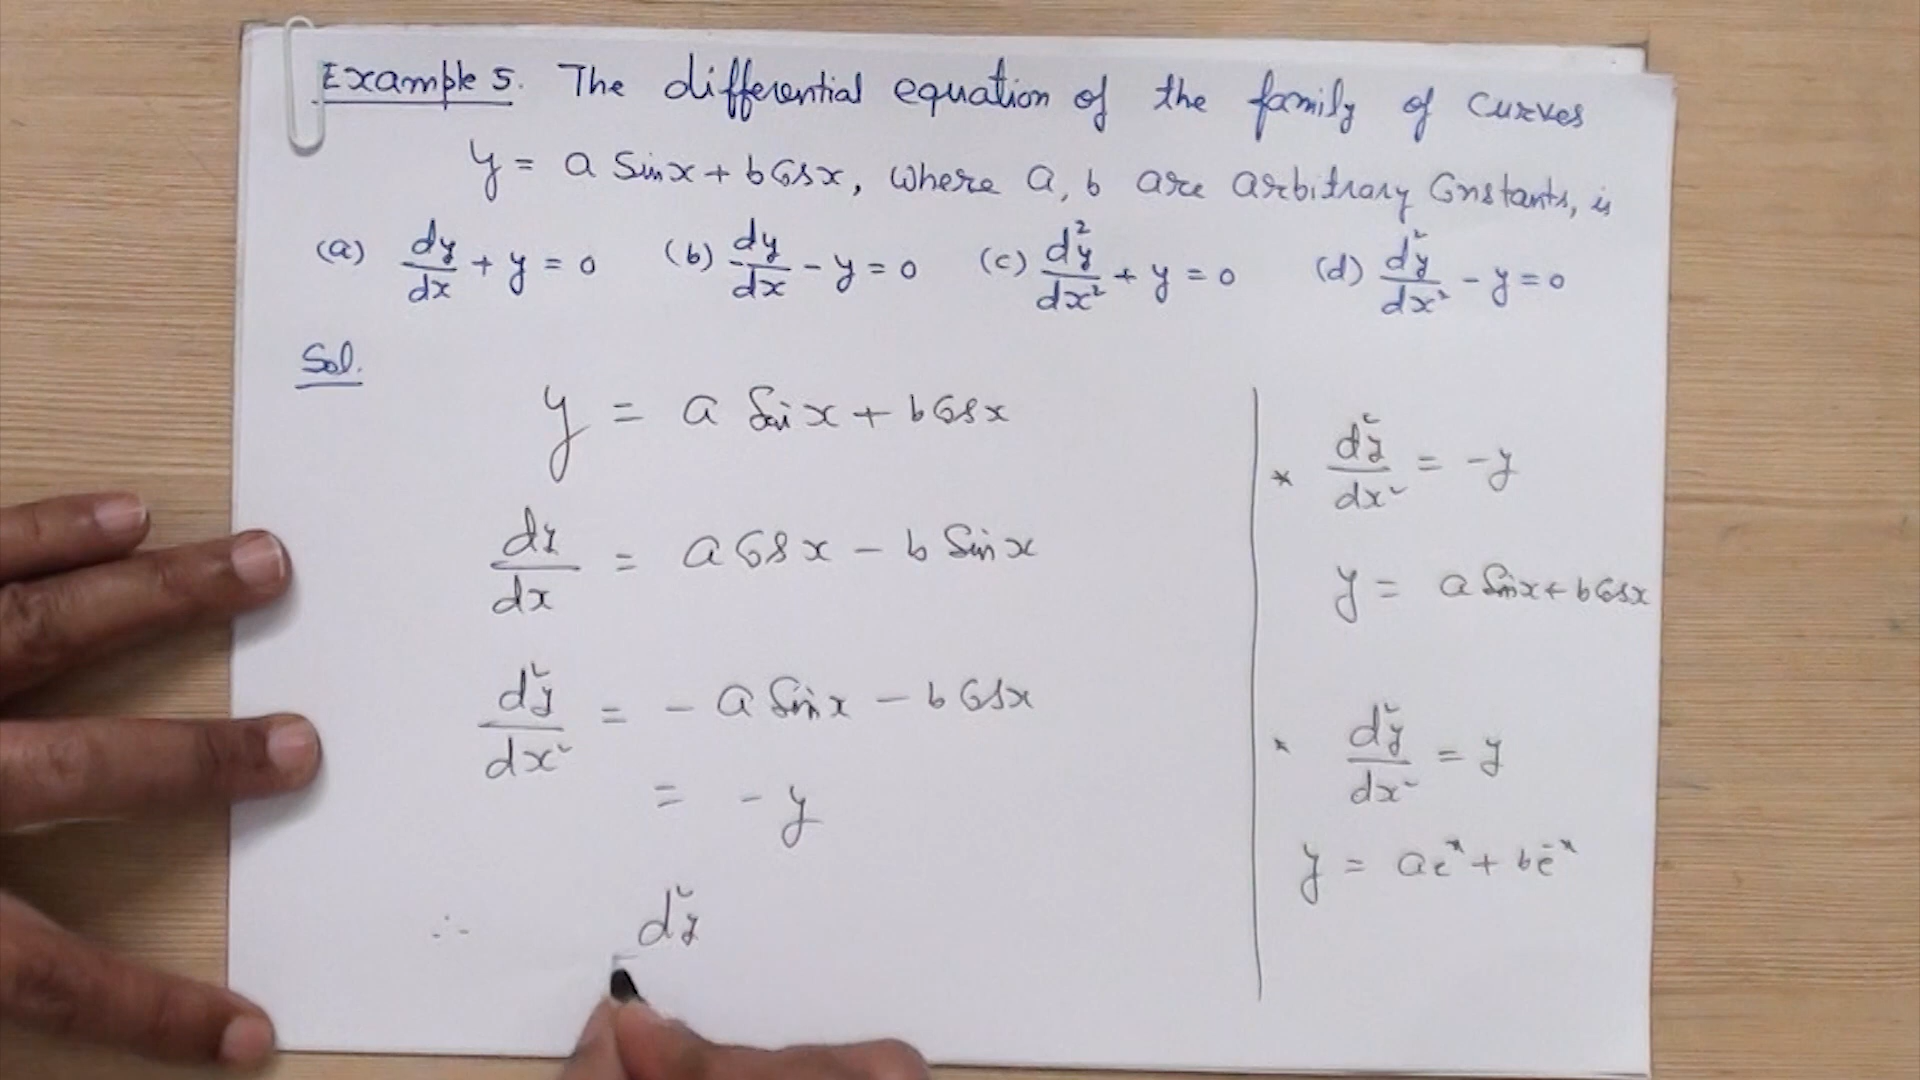 Example 5. The differential equation of the family of curves
y = a Sinx + b Cosx, where a, b are arbitrary Constants, is
(a) dy/dx + y = 0 (b) dy/dx - y = 0 (c) d²y/dx² + y = 0 (d) d²y/dx² - y = 0
Sol.
y = a Sinx + b Cosx
dy/dx = a Cosx - b Sinx
d²y/dx² = - a Sinx - b Cosx
= - y
∴ d²y
* d²y/dx² = -y
y = a Sinx + b Cosx
* d²y/dx² = y
y = ae^x + be^-x